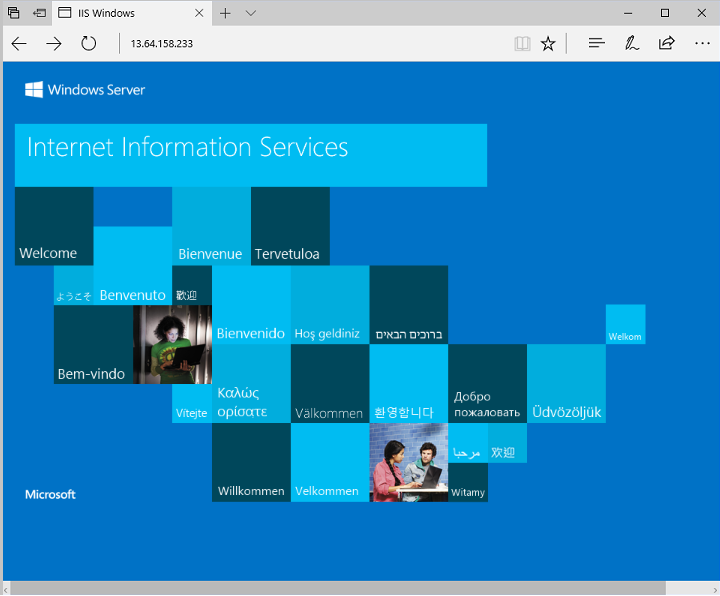 IIS Windows
13.64.158.233
Windows Server
Internet Information Services
Welcome
Bienvenue
Tervetuloa
ようこそ
Benvenuto
歡迎
Bienvenido
Hoş geldiniz
ברוכים הבאים
Welkom
Bem-vindo
Vítejte
Καλώς
ορίσατε
Välkommen
환영합니다
Добро
пожаловать
Üdvözöljük
Willkommen
Velkommen
مرحبا
欢迎
Witamy
Microsoft